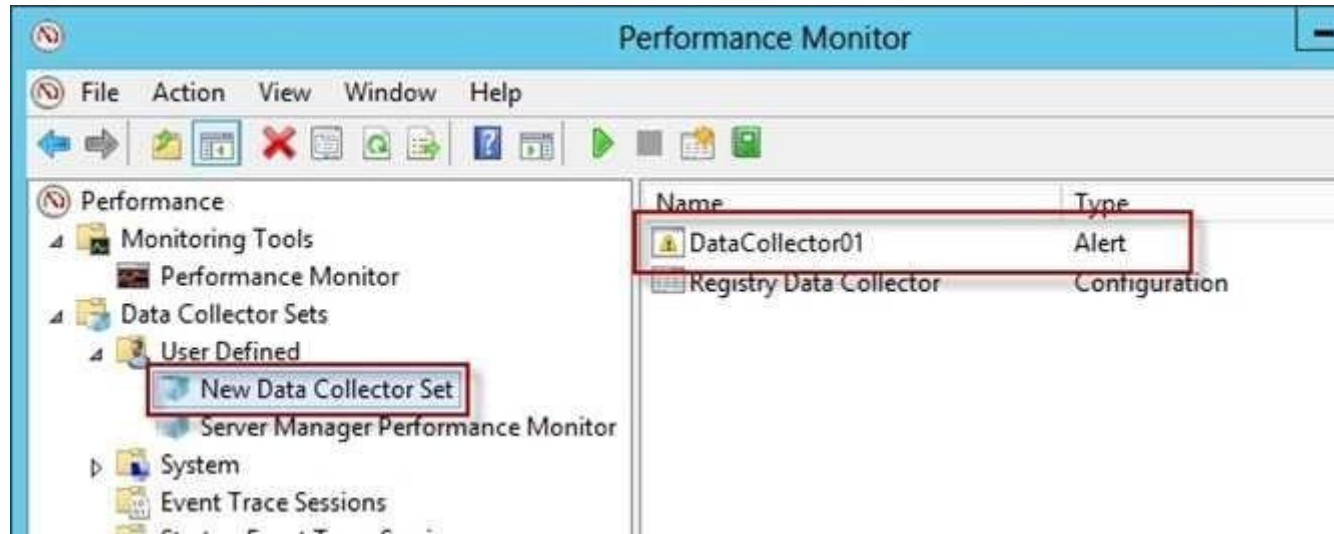 Performance Monitor
File Action View Window Help
Performance
Monitoring Tools
Performance Monitor
Data Collector Sets
User Defined
New Data Collector Set
Server Manager Performance Monitor
System
Event Trace Sessions
Name Type
DataCollector01 Alert
Registry Data Collector Configuration